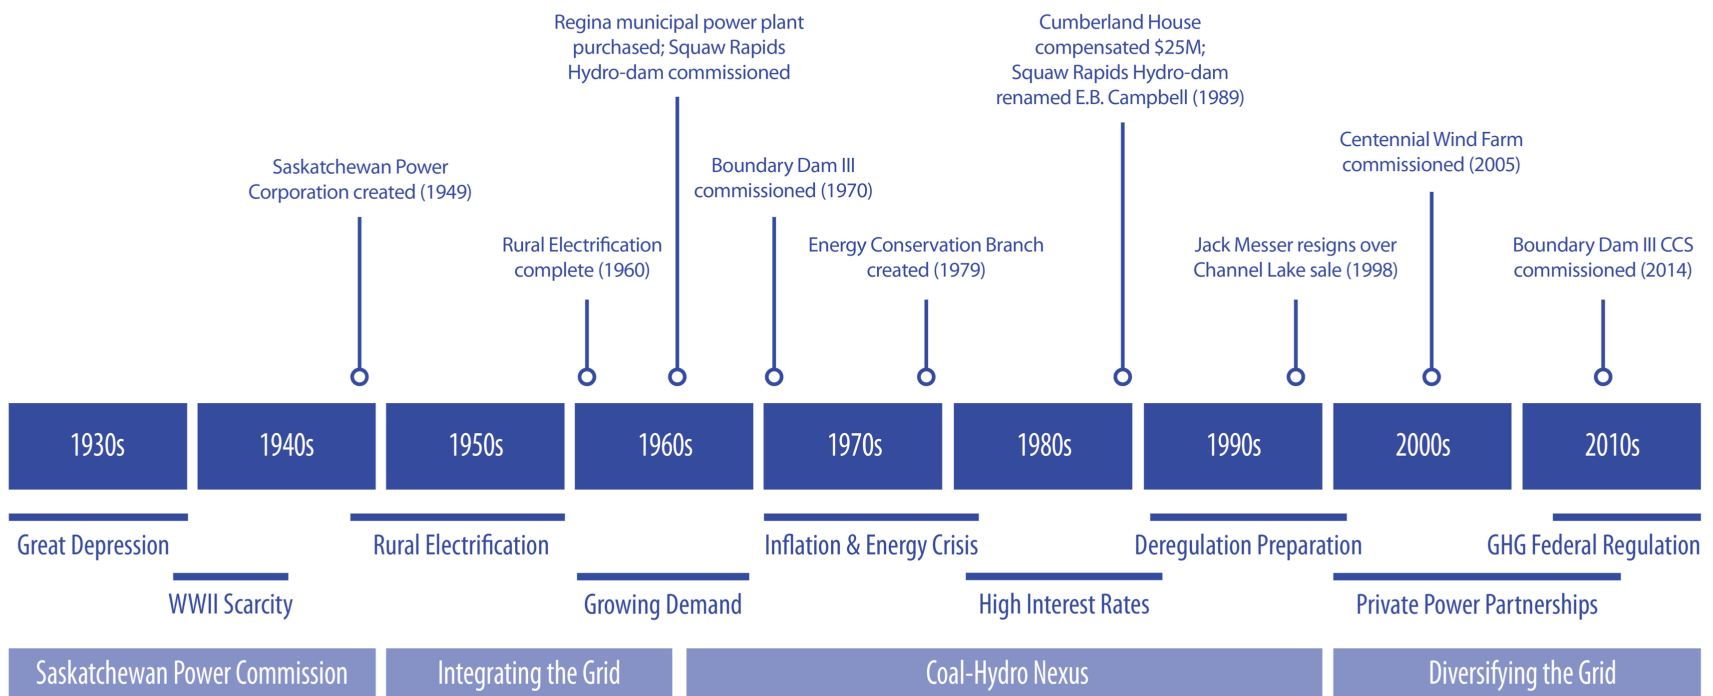 Regina municipal power plant
purchased; Squaw Rapids
Hydro-dam commissioned
Cumberland House
compensated $25M;
Squaw Rapids Hydro-dam
renamed E.B. Campbell (1989)
Centennial Wind Farm
commissioned (2005)
Saskatchewan Power
Corporation created (1949)
Boundary Dam III
commissioned (1970)
Rural Electrification
complete (1960)
Energy Conservation Branch
created (1979)
Jack Messer resigns over
Channel Lake sale (1998)
Boundary Dam III CCS
commissioned (2014)
1930s
1940s
1950s
1960s
1970s
1980s
1990s
2000s
2010s
Great Depression
Rural Electrification
Inflation & Energy Crisis
Deregulation Preparation
GHG Federal Regulation
WWII Scarcity
Growing Demand
High Interest Rates
Private Power Partnerships
Saskatchewan Power Commission
Integrating the Grid
Coal-Hydro Nexus
Diversifying the Grid